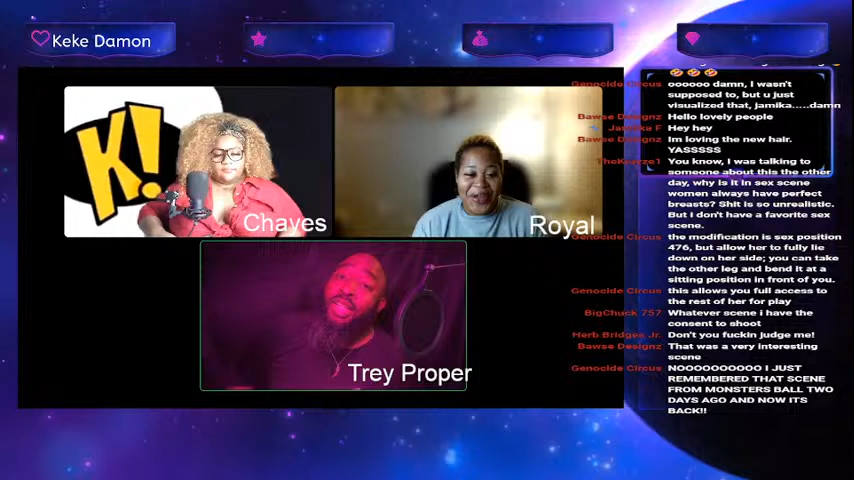 Keke Damon
K!
Chayes
Royal
Trey Proper
Genocide Circus oooooo damn, I wasn't
supposed to, but u just
visualized that, jamika.....damn
Bawse Designz Hello lovely people
Jamika F Hey hey
Bawse Designz Im loving the new hair.
YASSSSS
TheKrayze1 You know, I was talking to
someone about this the other
day, why is it in sex scene
women always have perfect
breasts? Shit is so unrealistic.
But i don't have a favorite sex
scene.
Genocide Circus the modification is sex position
476, but allow her to fully lie
down on her side; you can take
the other leg and bend it at a
sitting position in front of you.
Genocide Circus this allows you full access to
the rest of her for play
BigChuck 757 Whatever scene i have the
consent to shoot
Herb Bridges Jr. Don't you fuckin judge me!
Bawse Designz That was a very interesting
scene
Genocide Circus NOOOOOOOOOO I JUST
REMEMBERED THAT SCENE
FROM MONSTERS BALL TWO
DAYS AGO AND NOW ITS
BACK!!